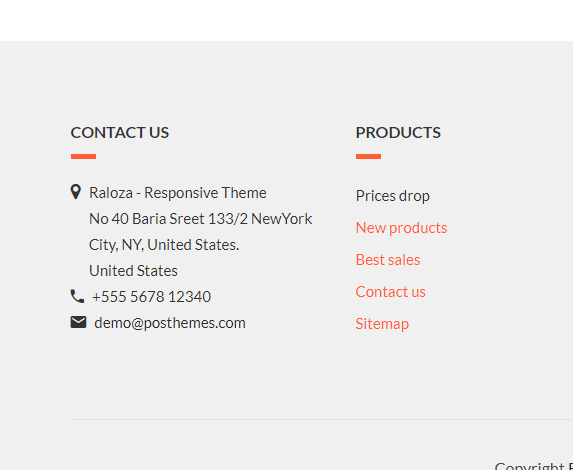 CONTACT US
Raloza - Responsive Theme
No 40 Baria Sreet 133/2 NewYork
City, NY, United States.
United States
+555 5678 12340
demo@posthemes.com
PRODUCTS
Prices drop
New products
Best sales
Contact us
Sitemap
Copyright